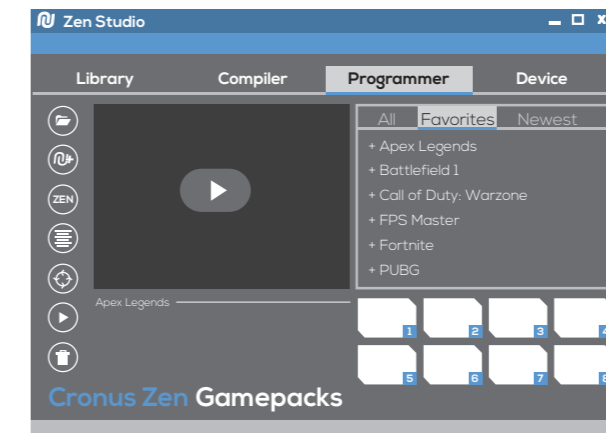 Zen Studio
Library Compiler Programmer Device
All Favorites Newest
+ Apex Legends
+ Battlefield 1
+ Call of Duty: Warzone
+ FPS Master
+ Fortnite
+ PUBG
ZEN
Apex Legends
1 2 3 4
5 6 7 8
Cronus Zen Gamepacks